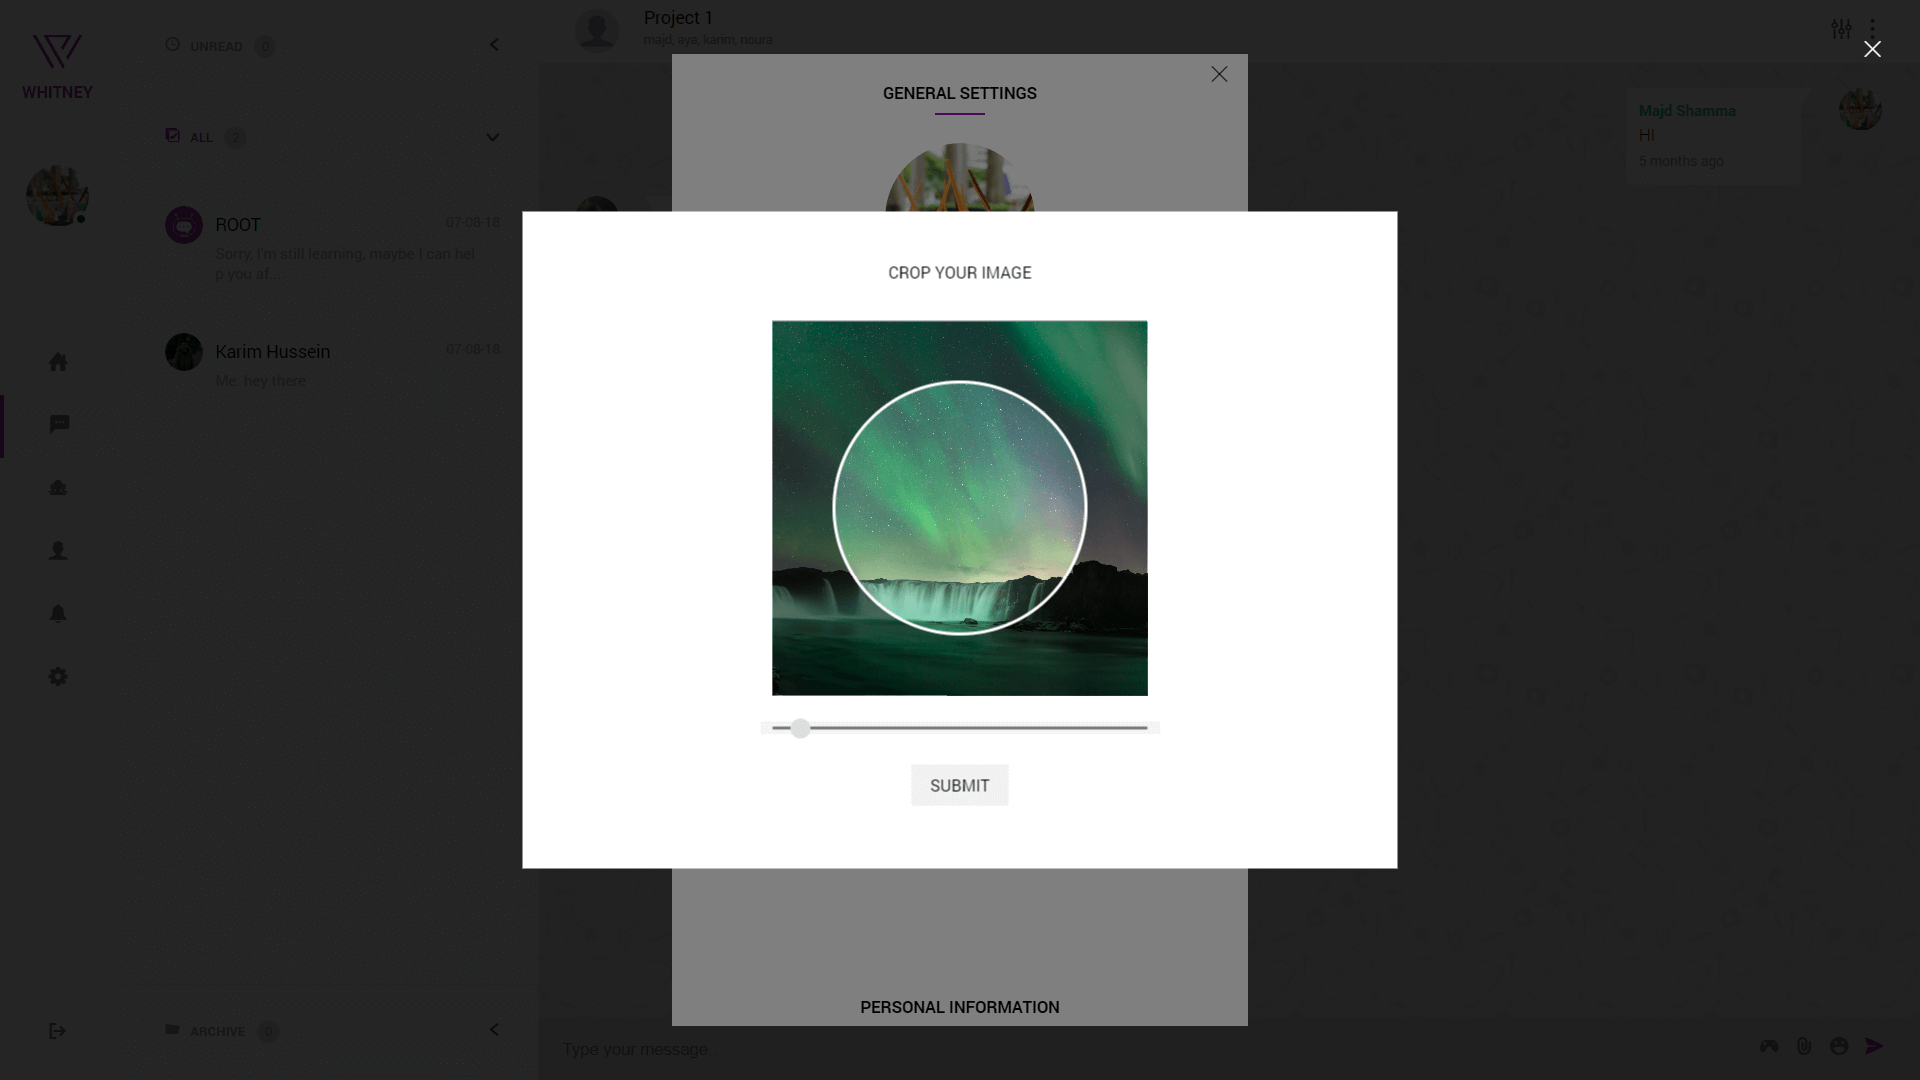 WHITNEY
UNREAD 0
ALL 2
ROOT 07-08-18
Sorry, I'm still learning, maybe I can hel
p you af...
Karim Hussein 07-08-18
Me: hey there
ARCHIVE 0
Project 1
majd, aya, karim, noura
Majd Shamma
HI
5 months ago
GENERAL SETTINGS
CROP YOUR IMAGE
SUBMIT
PERSONAL INFORMATION
Type your message...